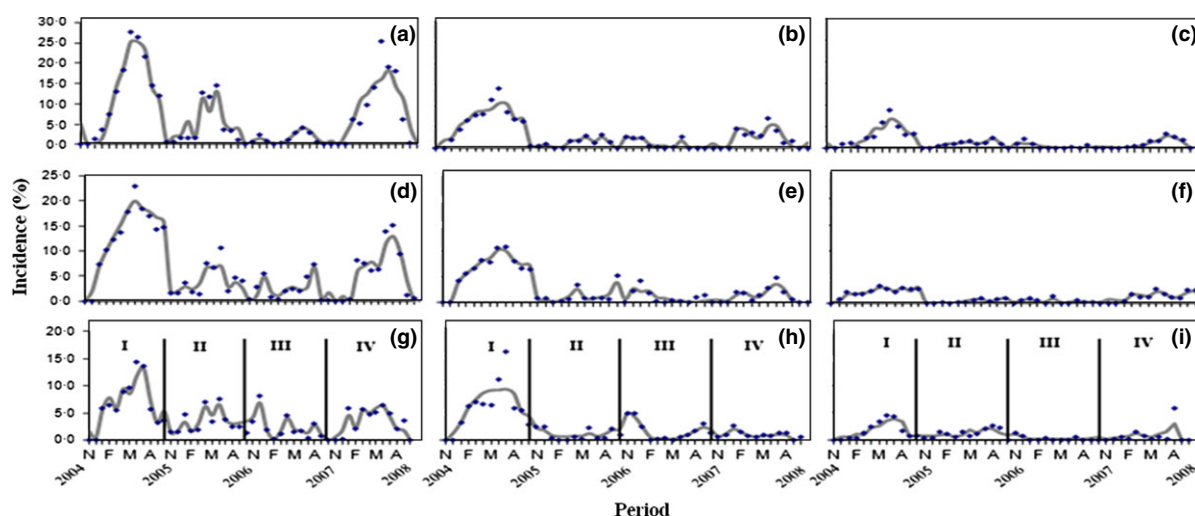 30·0
25·0
20·0
15·0
10·0
5·0
0·0
(a)
(b)
(c)
25·0
20·0
15·0
10·0
5·0
0·0
(d)
(e)
(f)
Incidence (%)
20·0
15·0
10·0
5·0
0·0
I II III IV (g)
I II III IV (h)
I II III IV (i)
N F M A N F M A N F M A N F M A
2004 2005 2006 2007 2008
N F M A N F M A N F M A N F M A
2004 2005 2006 2007 2008
N F M A N F M A N F M A N F M A
2004 2005 2006 2007 2008
Period